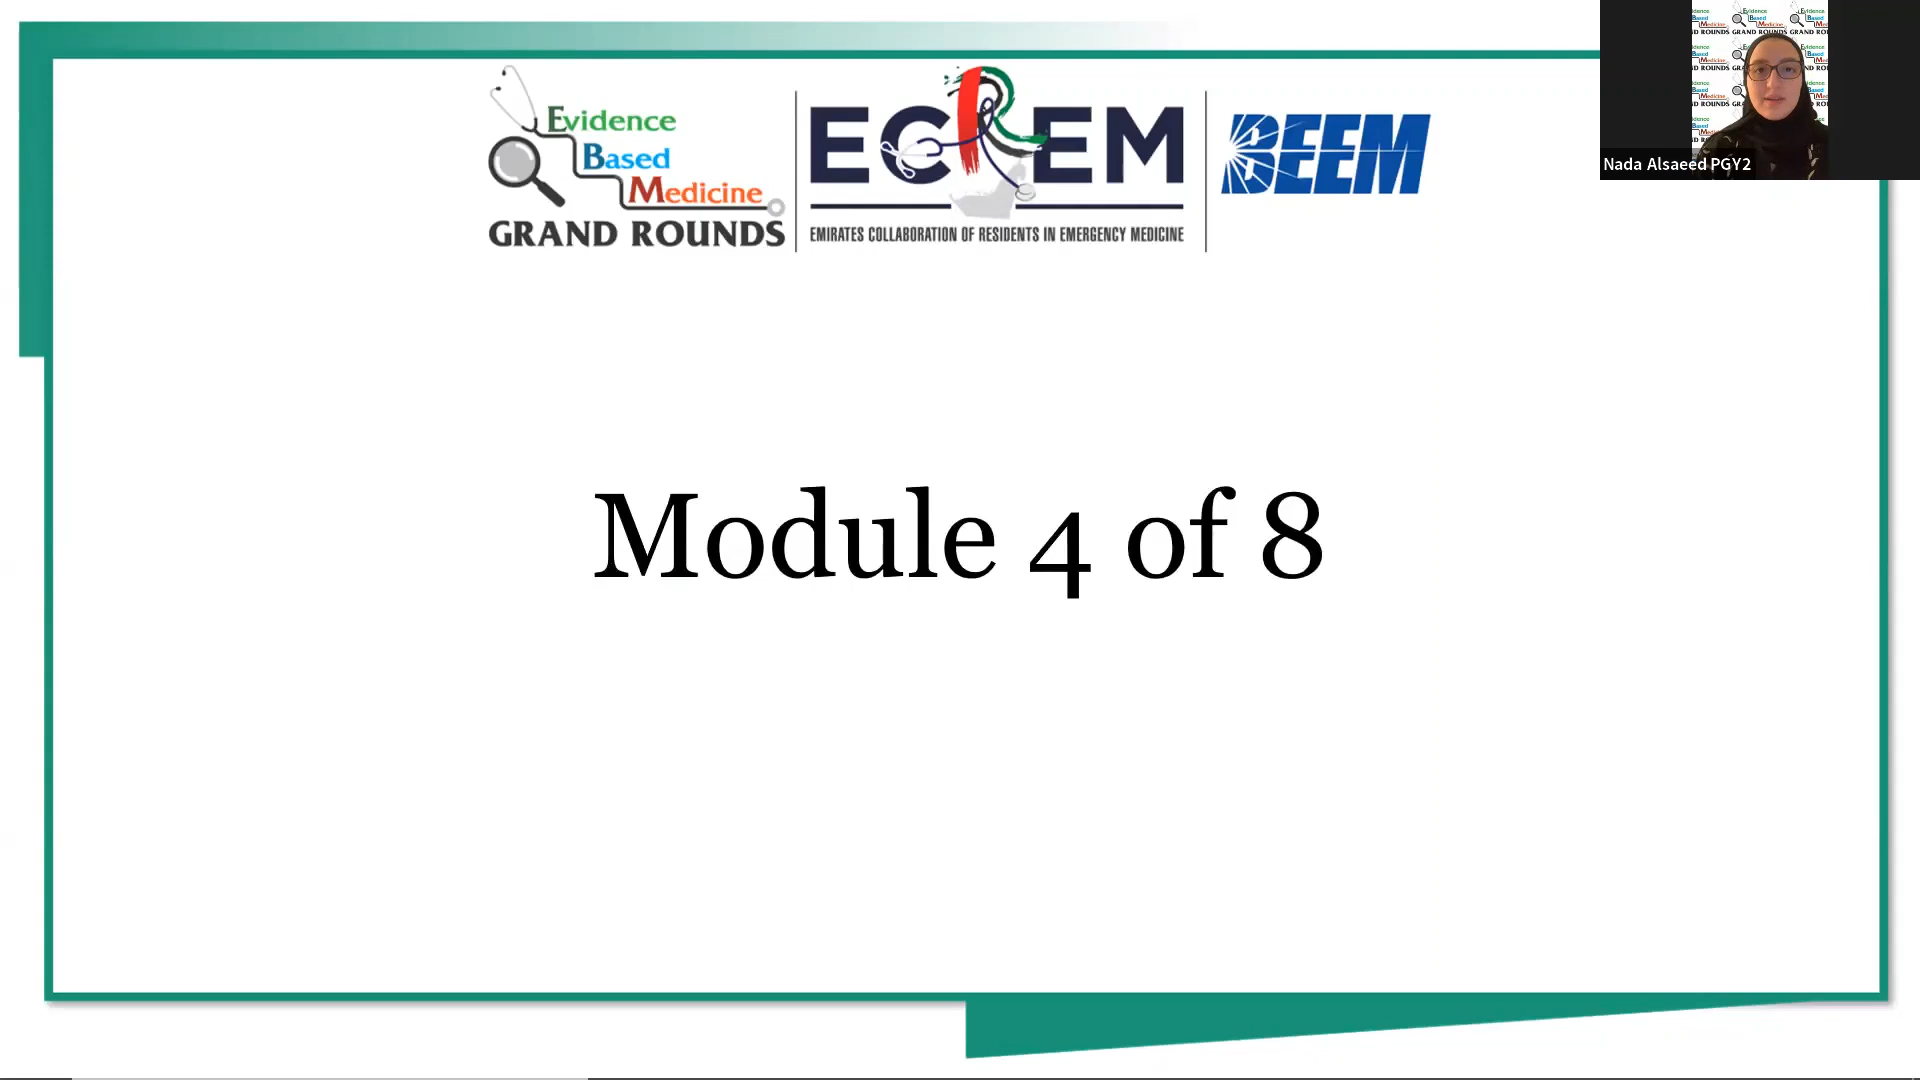 Evidence
Based
Medicine
GRAND ROUNDS
ECREM
EMIRATES COLLABORATION OF RESIDENTS IN EMERGENCY MEDICINE
BEEM
Nada Alsaeed PGY2
Module 4 of 8